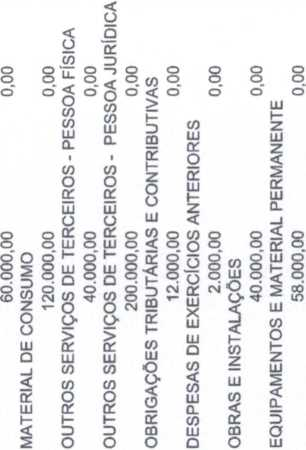 60.000,00 0,00
MATERIAL DE CONSUMO
120.000,00 0,00
OUTROS SERVIÇOS DE TERCEIROS - PESSOA FÍSICA
40.000,00 0,00
OUTROS SERVIÇOS DE TERCEIROS - PESSOA JURÍDICA
200.000,00 0,00
OBRIGAÇÕES TRIBUTÁRIAS E CONTRIBUTIVAS
12.000,00 0,00
DESPESAS DE EXERCÍCIOS ANTERIORES
2.000,00 0,00
OBRAS E INSTALAÇÕES
40.000,00 0,00
EQUIPAMENTOS E MATERIAL PERMANENTE
58.000,00 0,00